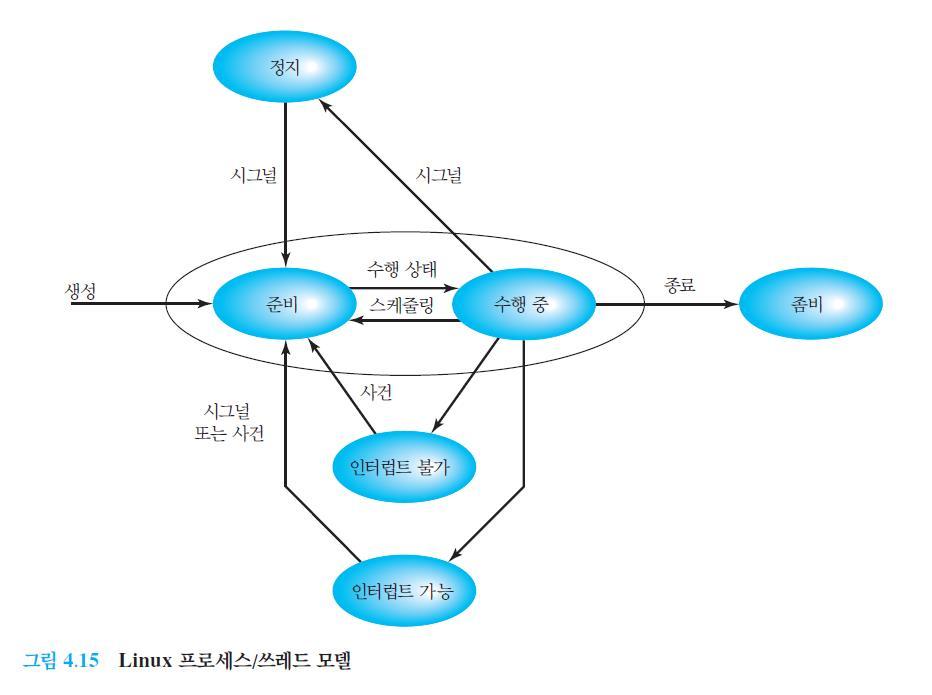 정지
시그널
시그널
생성
준비
수행 상태
스케줄링
수행 중
종료
좀비
사건
시그널
또는 사건
인터럽트 불가
인터럽트 가능
그림 4.15 Linux 프로세스/쓰레드 모델